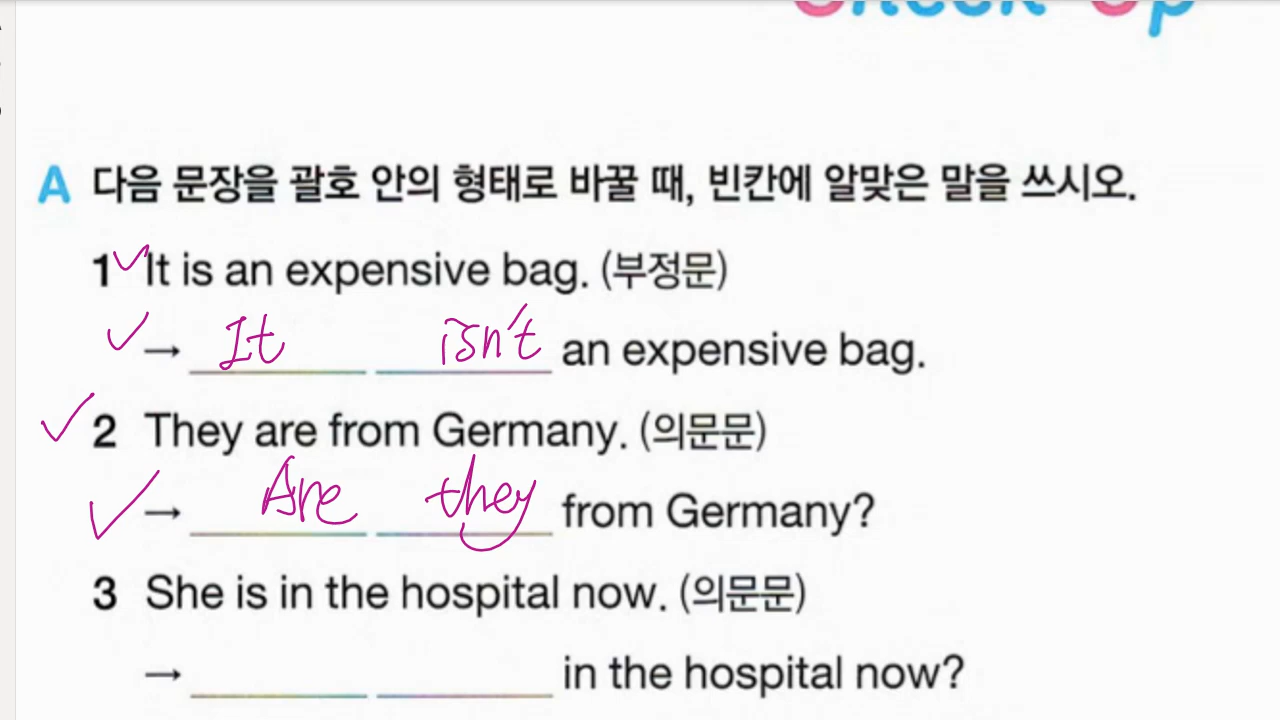 Check Up
A 다음 문장을 괄호 안의 형태로 바꿀 때, 빈칸에 알맞은 말을 쓰시오.
1 It is an expensive bag. (부정문)
→ It isn't an expensive bag.
2 They are from Germany. (의문문)
→ Are they from Germany?
3 She is in the hospital now. (의문문)
→ in the hospital now?